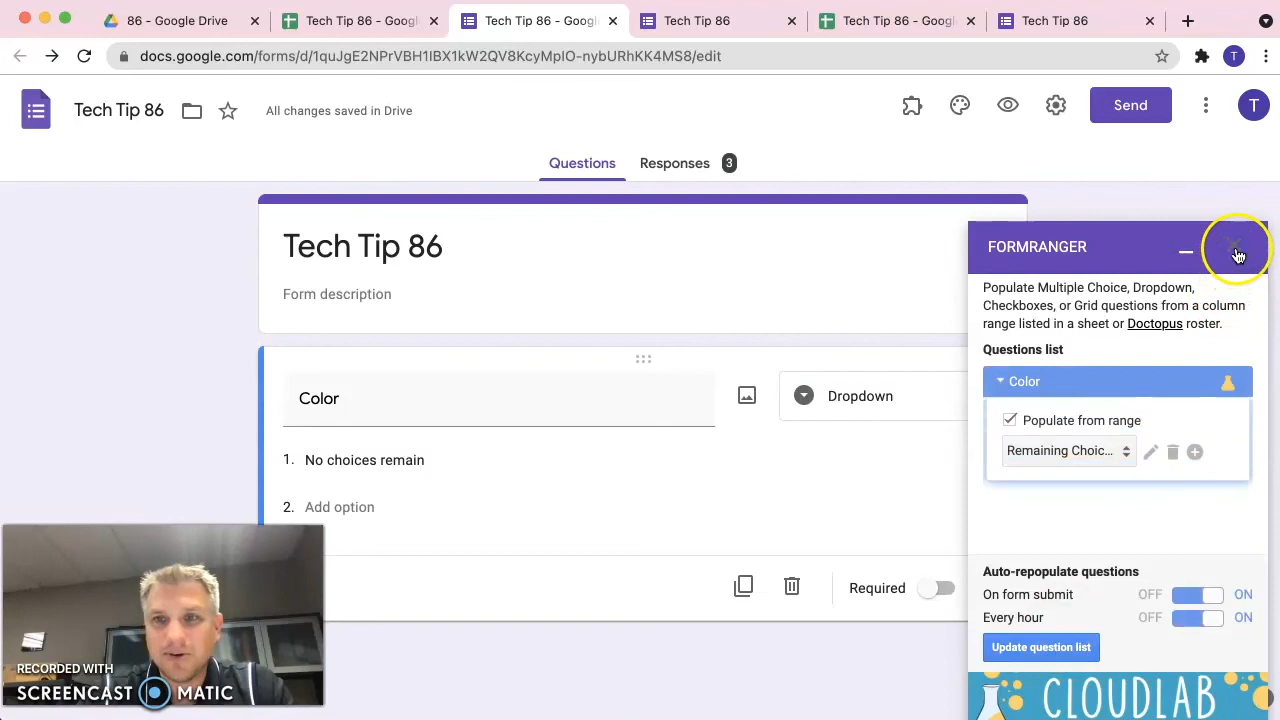 86 - Google Drive
Tech Tip 86 - Googl
Tech Tip 86 - Googl
Tech Tip 86
Tech Tip 86 - Googl
Tech Tip 86
docs.google.com/forms/d/1quJgE2NPrVBH1IBX1kW2QV8KcyMplO-nybURhKK4MS8/edit
T
Tech Tip 86
All changes saved in Drive
Send
T
Questions
Responses
3
Tech Tip 86
Form description
Color
Dropdown
1. No choices remain
2. Add option
Required
FORMRANGER
Populate Multiple Choice, Dropdown,
Checkboxes, or Grid questions from a column
range listed in a sheet or Doctopus roster.
Questions list
Color
Populate from range
Remaining Choic...
Auto-repopulate questions
On form submit OFF ON
Every hour OFF ON
Update question list
CLOUDLAB
RECORDED WITH
SCREENCAST MATIC